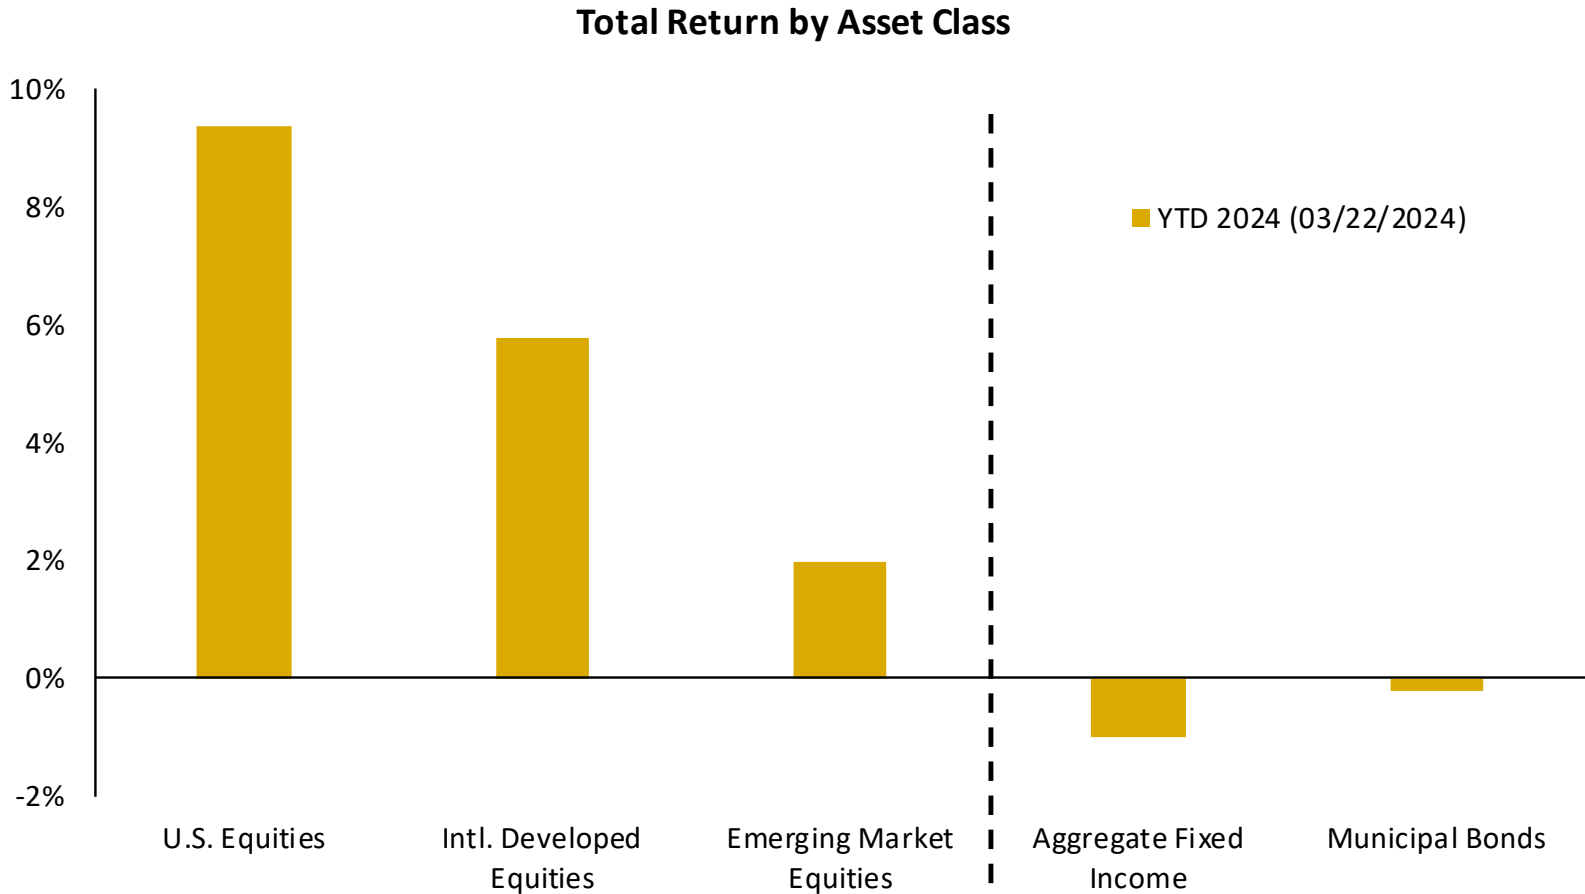 Total Return by Asset Class
10%
8%
6%
4%
2%
0%
-2%
YTD 2024 (03/22/2024)
U.S. Equities
Intl. Developed
Equities
Emerging Market
Equities
Aggregate Fixed
Income
Municipal Bonds